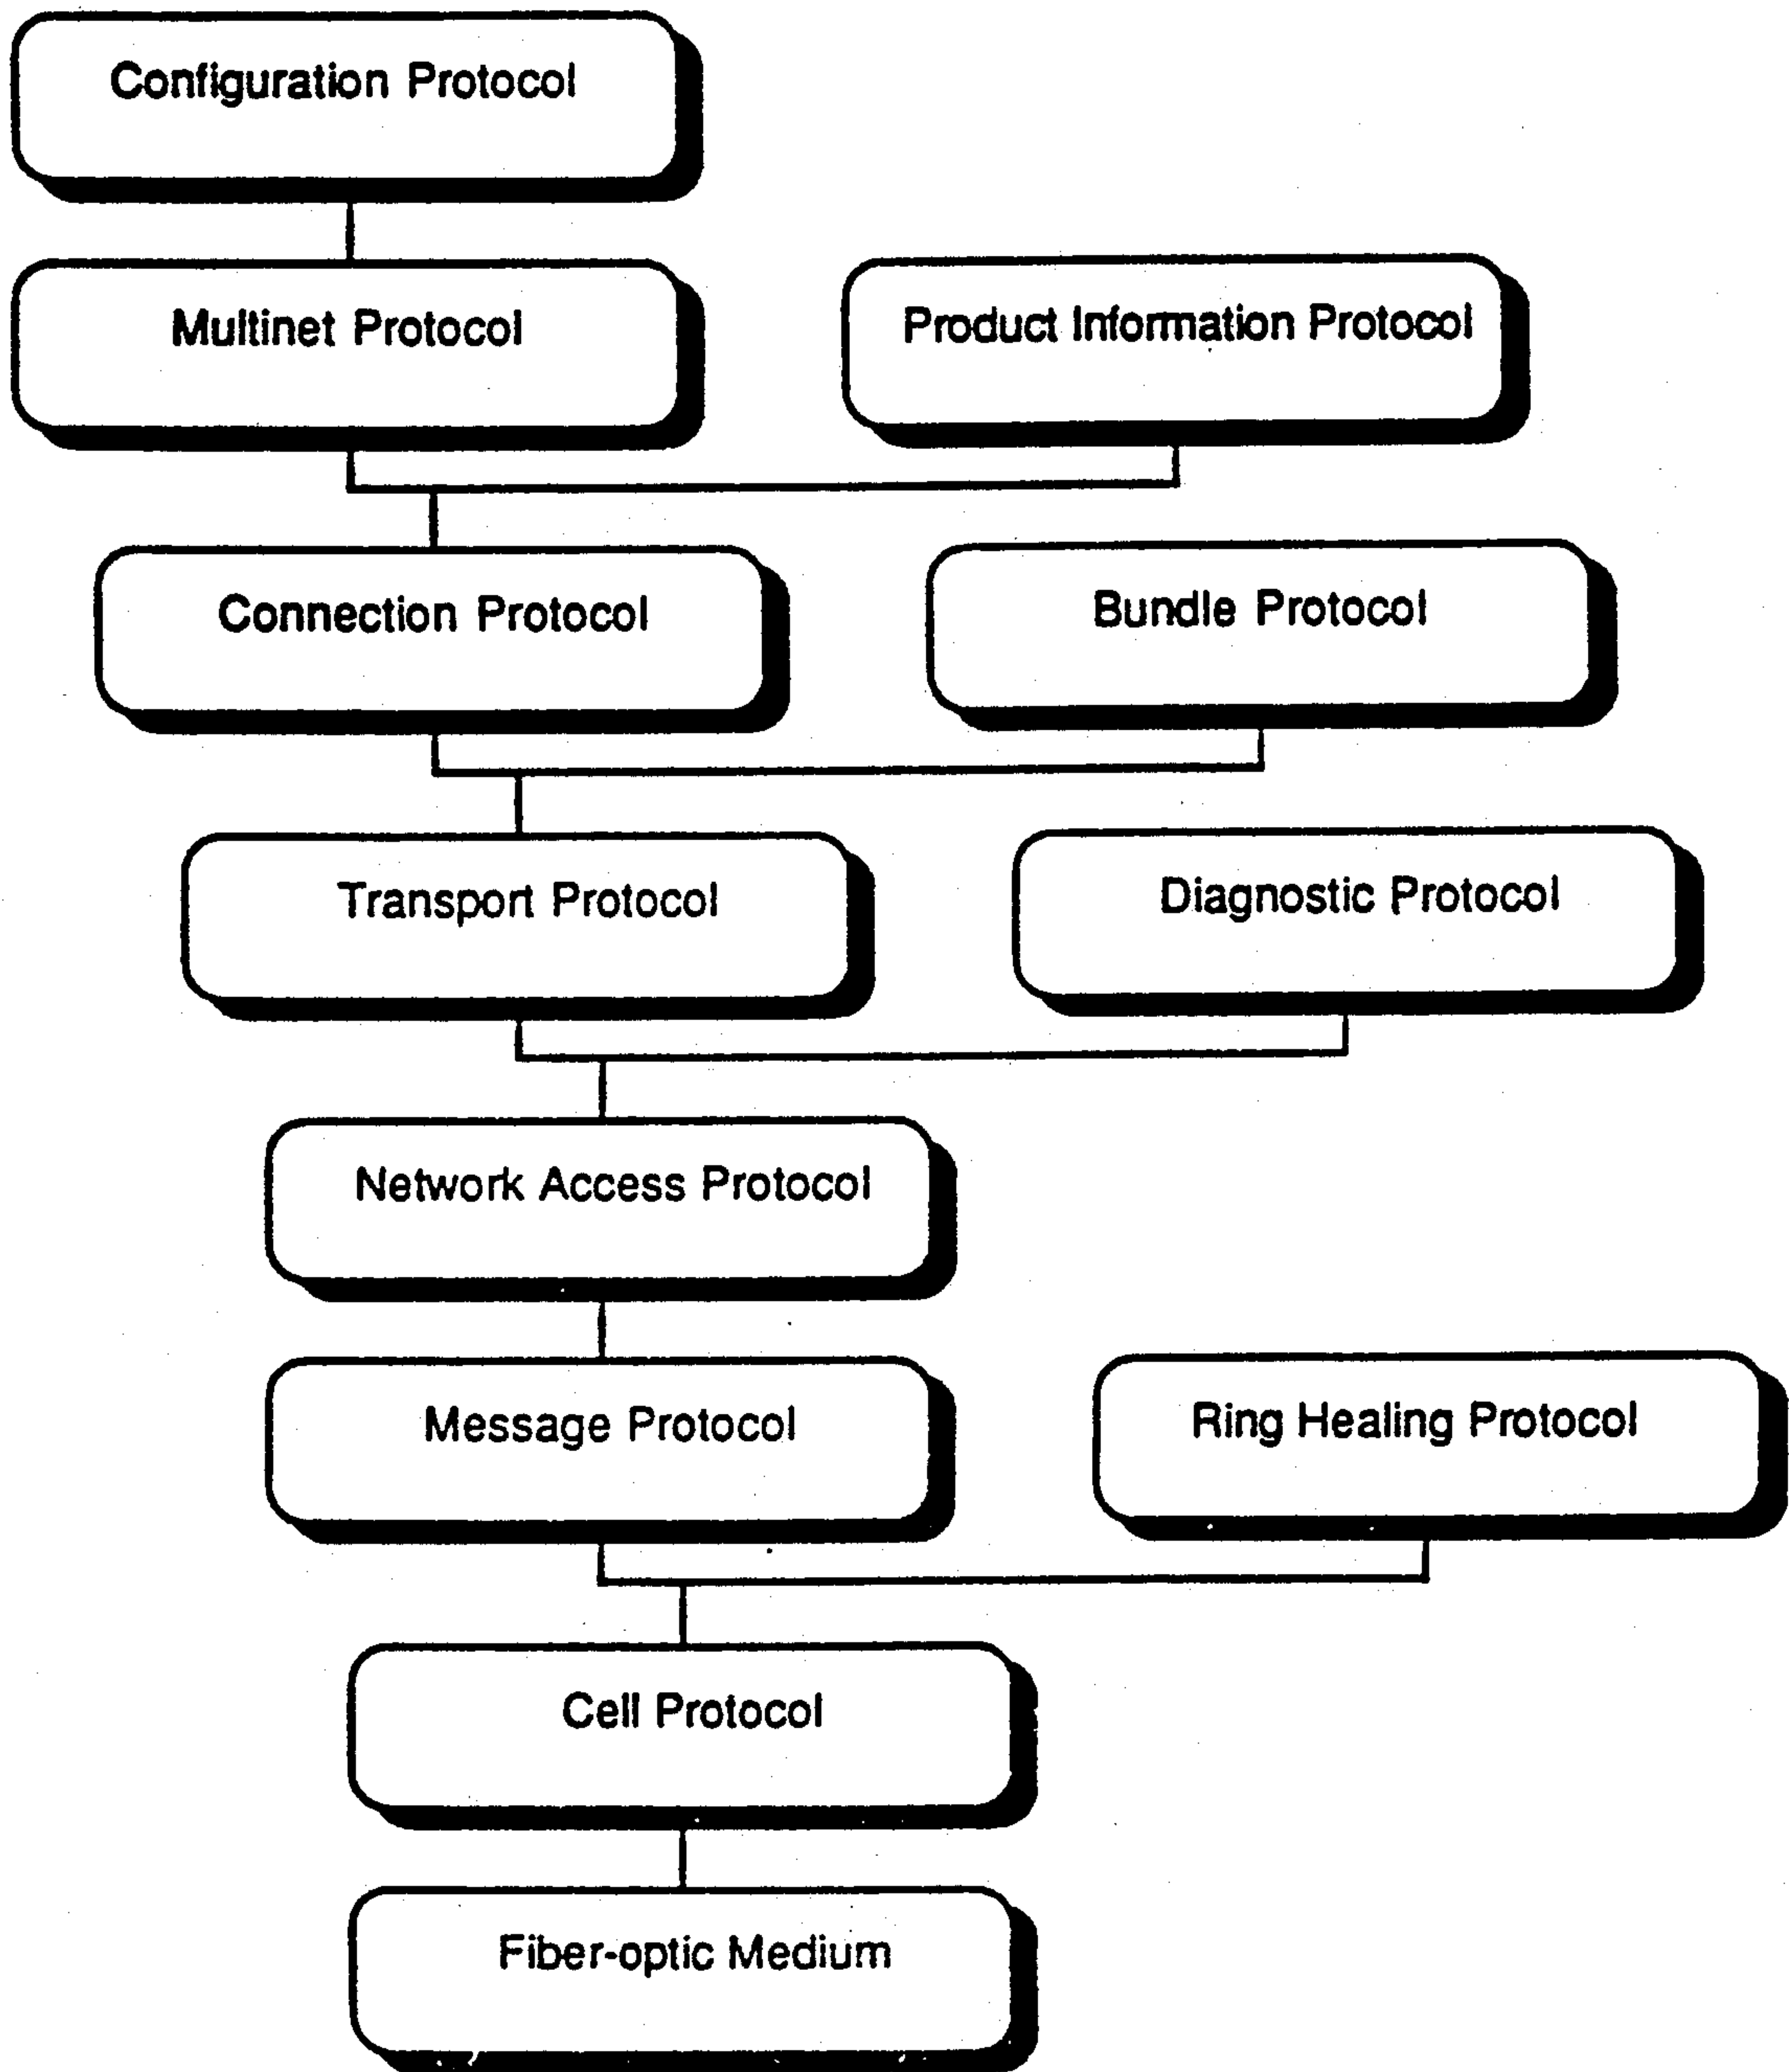 Configuration Protocol
Multinet Protocol
Product Information Protocol
Connection Protocol
Bundle Protocol
Transport Protocol
Diagnostic Protocol
Network Access Protocol
Message Protocol
Ring Healing Protocol
Cell Protocol
Fiber-optic Medium